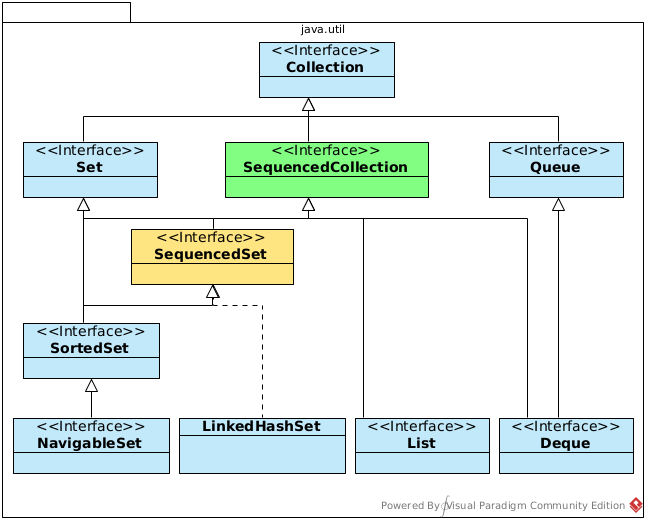 java.util
<<Interface>>
Collection
<<Interface>>
Set
<<Interface>>
SequencedCollection
<<Interface>>
Queue
<<Interface>>
SequencedSet
<<Interface>>
SortedSet
<<Interface>>
NavigableSet
LinkedHashSet
<<Interface>>
List
<<Interface>>
Deque
Powered By Visual Paradigm Community Edition